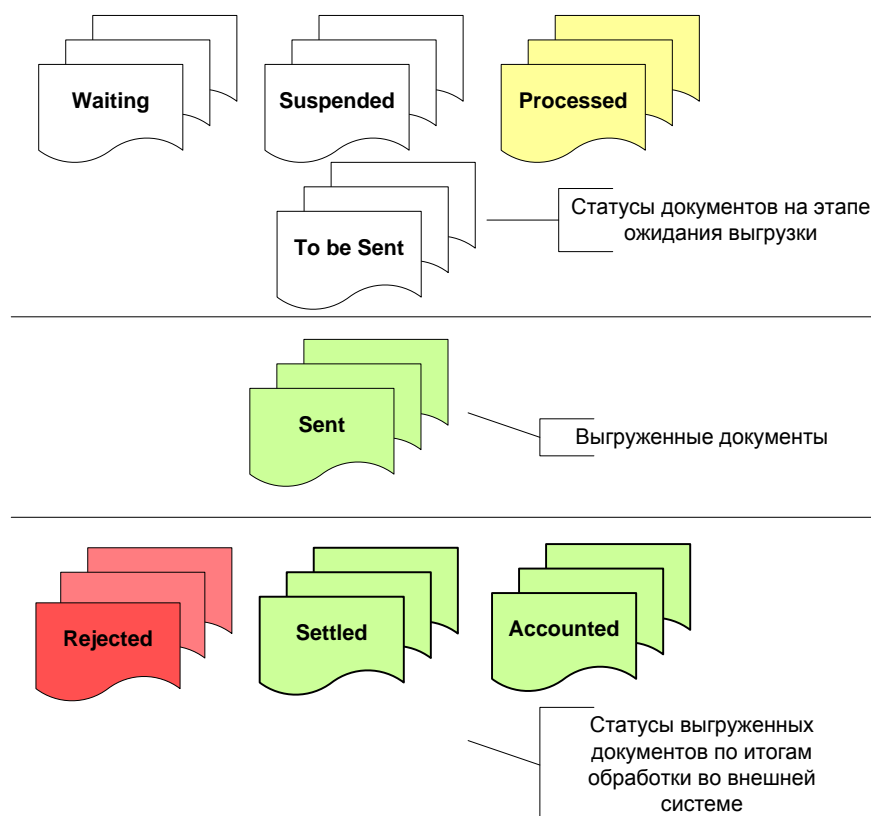 Waiting
Suspended
Processed
To be Sent
Статусы документов на этапе
ожидания выгрузки
Sent
Выгруженные документы
Rejected
Settled
Accounted
Статусы выгруженных
документов по итогам
обработки во внешней
системе